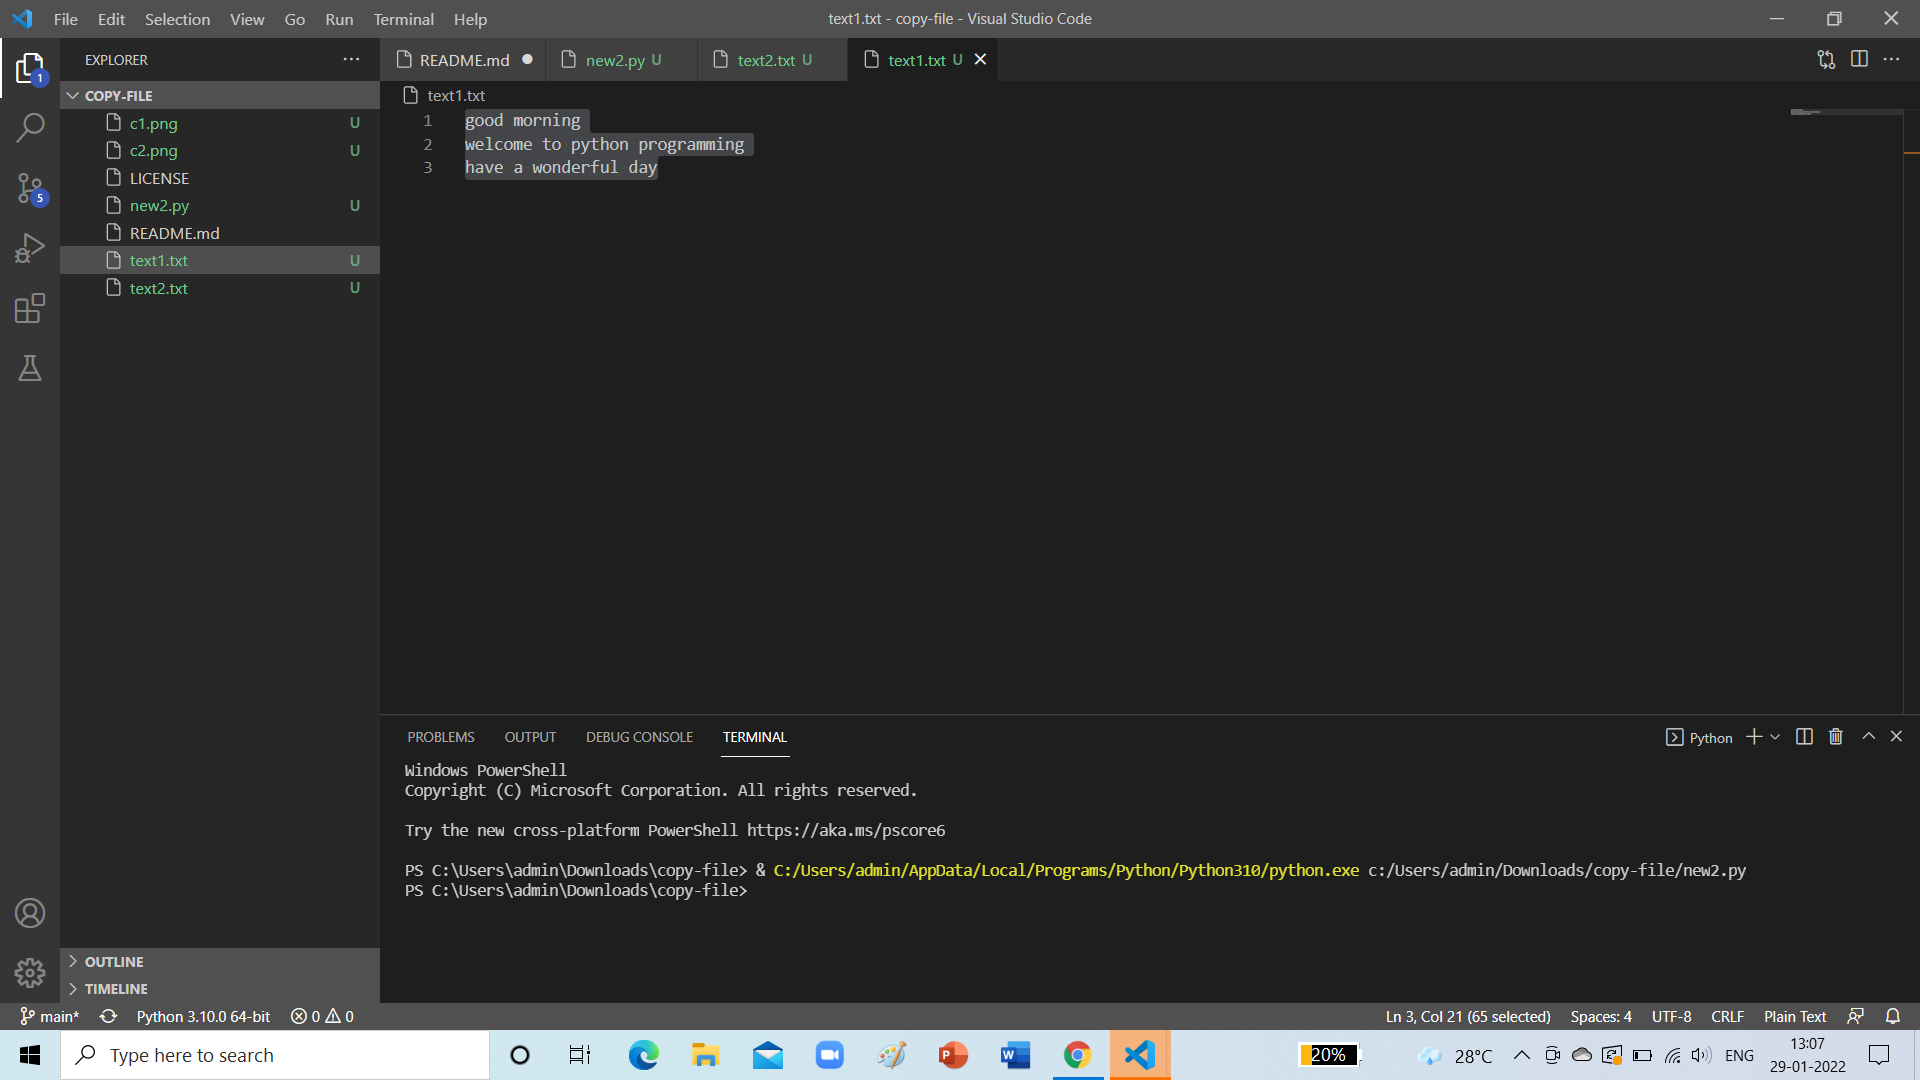 File Edit Selection View Go Run Terminal Help
text1.txt - copy-file - Visual Studio Code
EXPLORER
README.md
new2.py U
text2.txt U
text1.txt U
COPY-FILE
text1.txt
c1.png U
c2.png U
LICENSE
new2.py U
README.md
text1.txt U
text2.txt U
1
5
1 good morning
2 welcome to python programming
3 have a wonderful day
PROBLEMS OUTPUT DEBUG CONSOLE TERMINAL
Python
Windows PowerShell
Copyright (C) Microsoft Corporation. All rights reserved.
Try the new cross-platform PowerShell https://aka.ms/pscore6
PS C:\Users\admin\Downloads\copy-file> & C:/Users/admin/AppData/Local/Programs/Python/Python310/python.exe c:/Users/admin/Downloads/copy-file/new2.py
PS C:\Users\admin\Downloads\copy-file>
OUTLINE
TIMELINE
main* Python 3.10.0 64-bit 0 0
Ln 3, Col 21 (65 selected) Spaces: 4 UTF-8 CRLF Plain Text
Type here to search
P
W
20%
28°C
ENG
13:07
29-01-2022